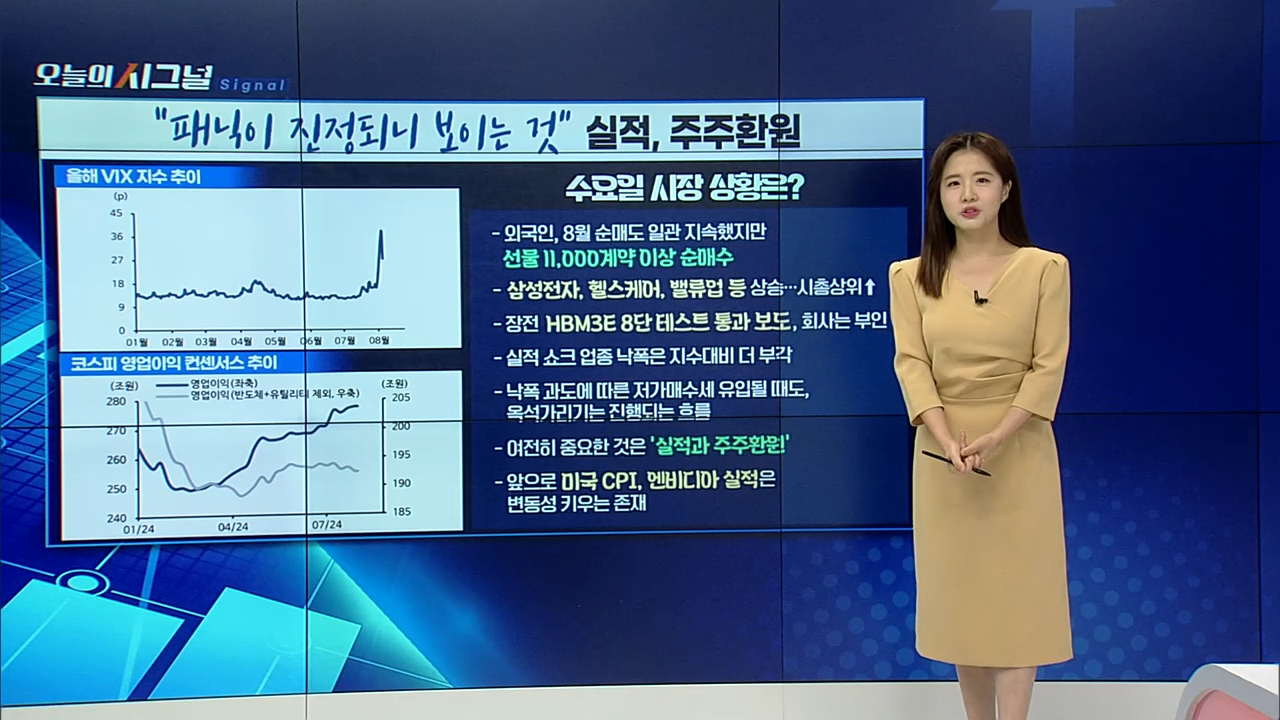 오늘의 시그널 Signal
"패닉이 진정되니 보이는 것" 실적, 주주환원
올해 VIX 지수 추이
(p)
45
36
27
18
9
0
01월 02월 03월 04월 05월 06월 07월 08월
코스피 영업이익 컨센서스 추이
(조원)
영업이익(좌축)
영업이익(반도체+유틸리티 제외, 우축)
(조원)
280
270
260
250
240
205
200
195
190
185
01/24 04/24 07/24
수요일 시장 상황은?
- 외국인, 8월 순매도 일관 지속했지만
선물 11,000계약 이상 순매수
- 삼성전자, 헬스케어, 밸류업 등 상승…시총상위↑
- 장전 HBM3E 8단 테스트 통과 보도, 회사는 부인
- 실적 쇼크 업종 낙폭은 지수대비 더 부각
- 낙폭 과도에 따른 저가매수세 유입될 때도,
옥석가리기는 진행되는 흐름
- 여전히 중요한 것은 '실적과 주주환원'
- 앞으로 미국 CPI, 엔비디아 실적은
변동성 키우는 존재